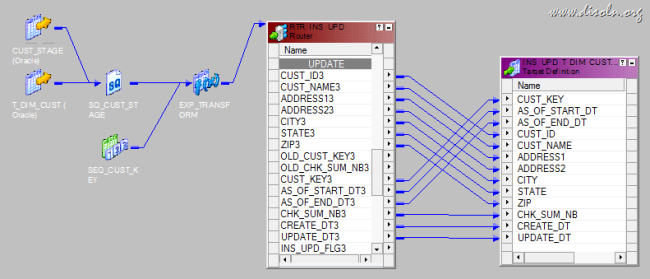 www.disoln.org
CUST_STAGE
(Oracle)
T_DIM_CUST (
Oracle)
SQ_CUST_ST
AGE
EXP_TRANSF
ORM
SEQ_CUST_K
EY
RTR_INS_UPD
Router
Name
UPDATE
CUST_ID3
CUST_NAME3
ADDRESS13
ADDRESS23
CITY3
STATE3
ZIP3
OLD_CUST_KEY3
OLD_CHK_SUM_NB3
CUST_KEY3
AS_OF_START_DT3
AS_OF_END_DT3
CHK_SUM_NB3
CREATE_DT3
UPDATE_DT3
INS_UPD_FLG3
INS_UPD_T_DIM_CUST...
Target Definition
Name
CUST_KEY
AS_OF_START_DT
AS_OF_END_DT
CUST_ID
CUST_NAME
ADDRESS1
ADDRESS2
CITY
STATE
ZIP
CHK_SUM_NB
CREATE_DT
UPDATE_DT